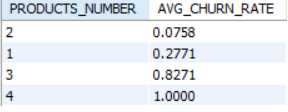 PRODUCTS_NUMBER AVG_CHURN_RATE
2 0.0758
1 0.2771
3 0.8271
4 1.0000